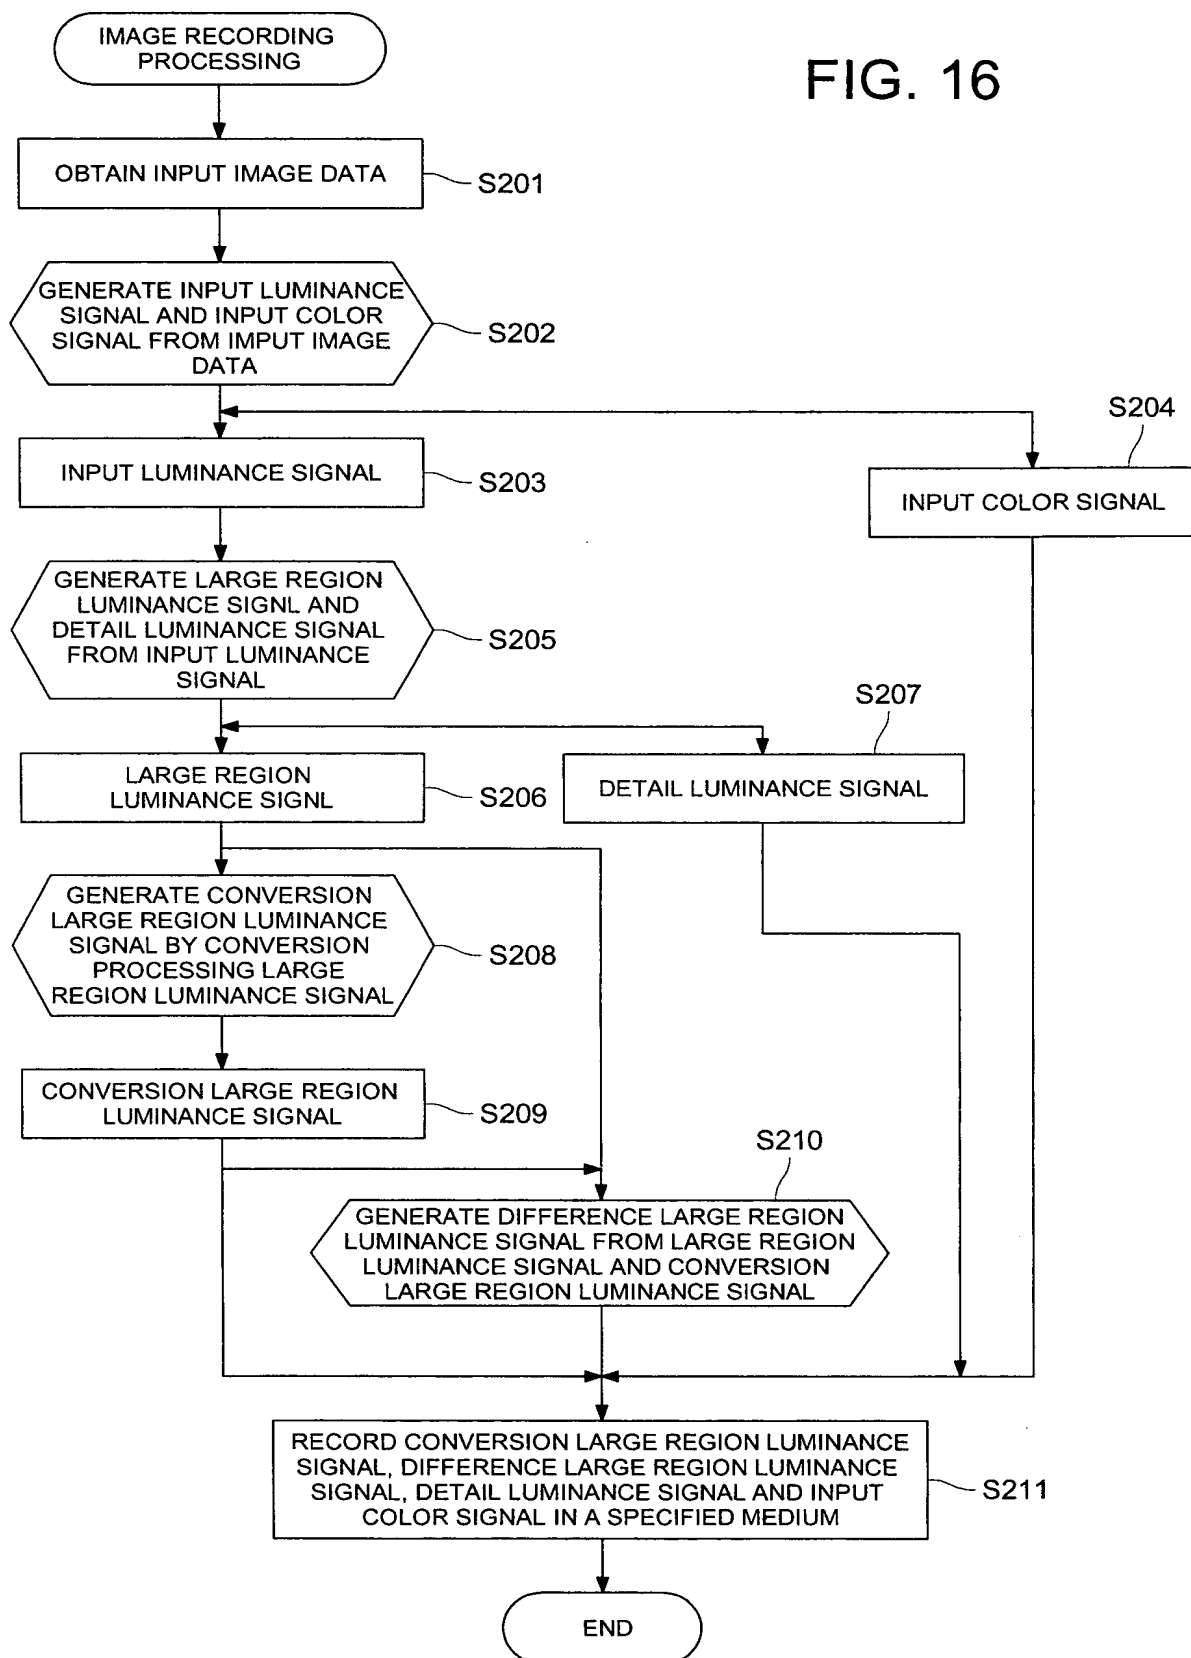 IMAGE RECORDING
PROCESSING
FIG. 16
OBTAIN INPUT IMAGE DATA
S201
GENERATE INPUT LUMINANCE
SIGNAL AND INPUT COLOR
SIGNAL FROM IMPUT IMAGE
DATA
S202
S204
INPUT LUMINANCE SIGNAL
S203
INPUT COLOR SIGNAL
GENERATE LARGE REGION
LUMINANCE SIGNL AND
DETAIL LUMINANCE SIGNAL
FROM INPUT LUMINANCE
SIGNAL
S205
S207
LARGE REGION
LUMINANCE SIGNL
S206
DETAIL LUMINANCE SIGNAL
GENERATE CONVERSION
LARGE REGION LUMINANCE
SIGNAL BY CONVERSION
PROCESSING LARGE
REGION LUMINANCE SIGNAL
S208
CONVERSION LARGE REGION
LUMINANCE SIGNAL
S209
S210
GENERATE DIFFERENCE LARGE REGION
LUMINANCE SIGNAL FROM LARGE REGION
LUMINANCE SIGNAL AND CONVERSION
LARGE REGION LUMINANCE SIGNAL
RECORD CONVERSION LARGE REGION LUMINANCE
SIGNAL, DIFFERENCE LARGE REGION LUMINANCE
SIGNAL, DETAIL LUMINANCE SIGNAL AND INPUT
COLOR SIGNAL IN A SPECIFIED MEDIUM
S211
END